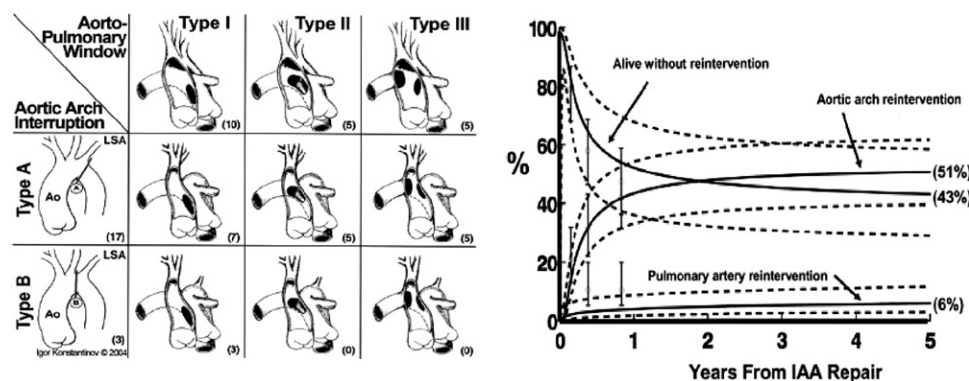 Aorto-
Pulmonary
Window
Aortic Arch
Interruption
Type I
Type II
Type III
(10)
(5)
(5)
Type A
LSA
A
Ao
(17)
(7)
(5)
(5)
Type B
LSA
B
Ao
(3)
(3)
(0)
(0)
Igor Konstantinov © 2004
100
80
60
40
20
0
%
Alive without reintervention
Aortic arch reintervention
(51%)
(43%)
Pulmonary artery reintervention
(6%)
0
1
2
3
4
5
Years From IAA Repair